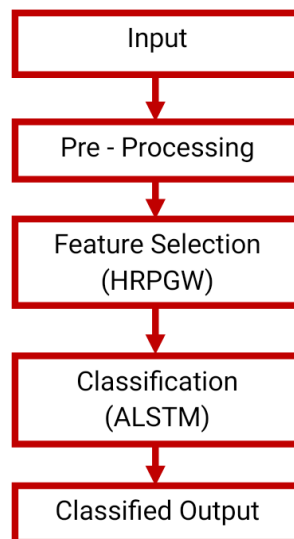 Input
Pre - Processing
Feature Selection
(HRPGW)
Classification
(ALSTM)
Classified Output